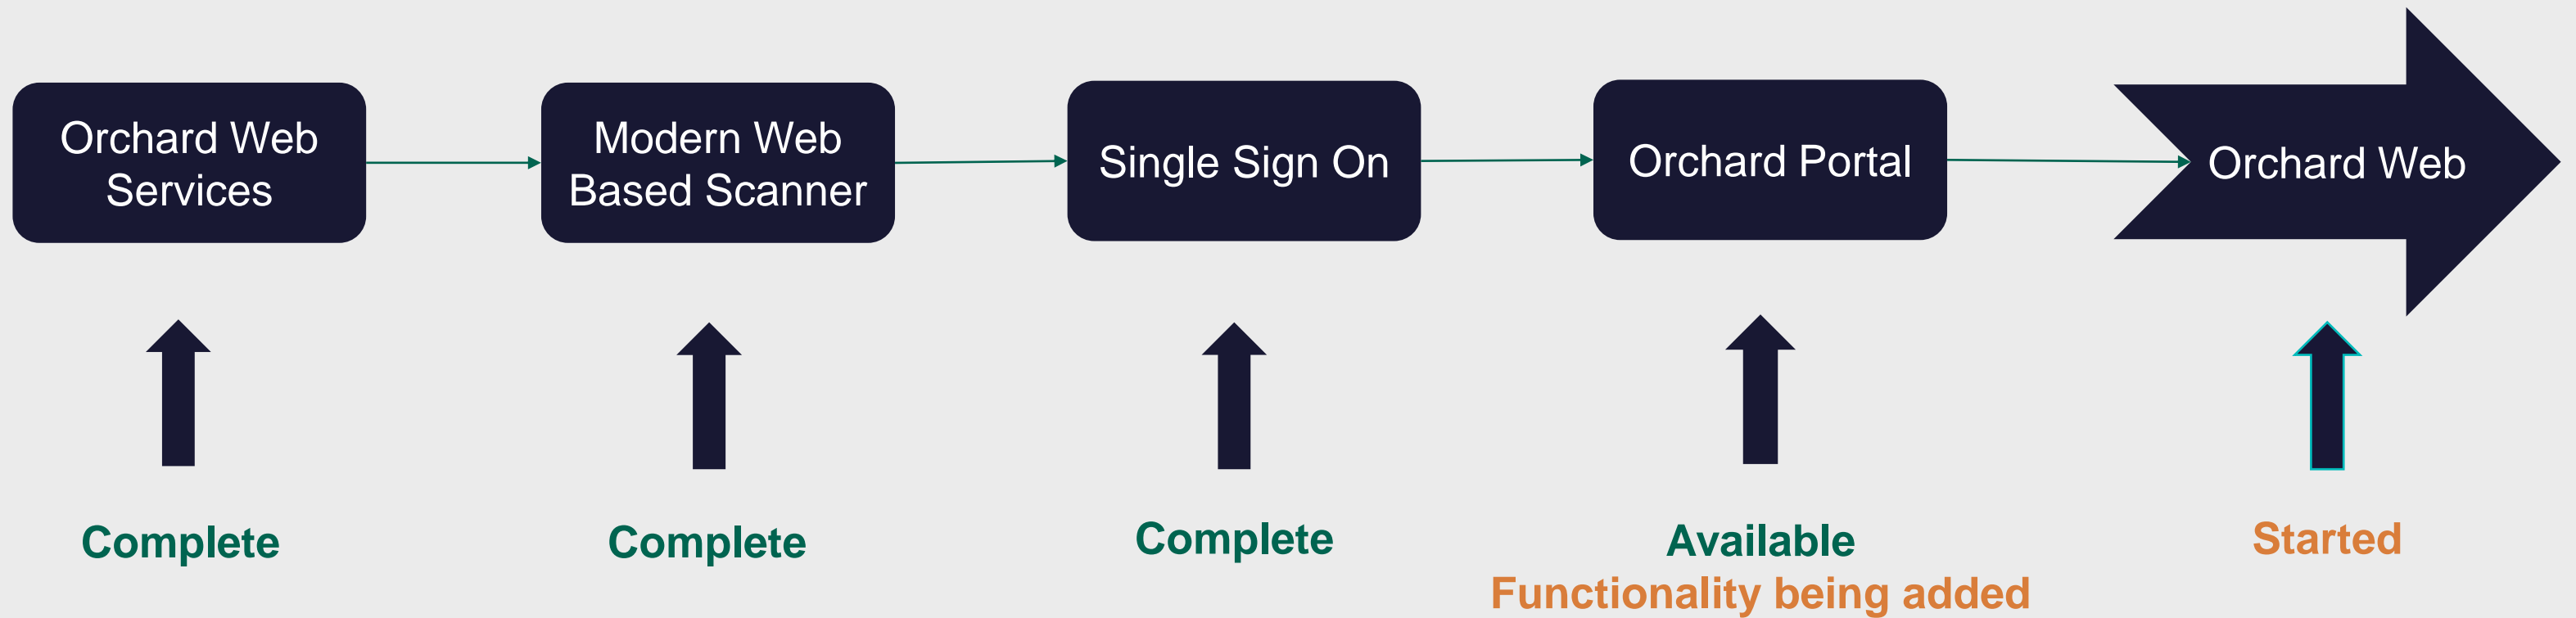 Orchard Web
Services
Modern Web
Based Scanner
Single Sign On
Orchard Portal
Orchard Web
Complete
Complete
Complete
Available
Functionality being added
Started